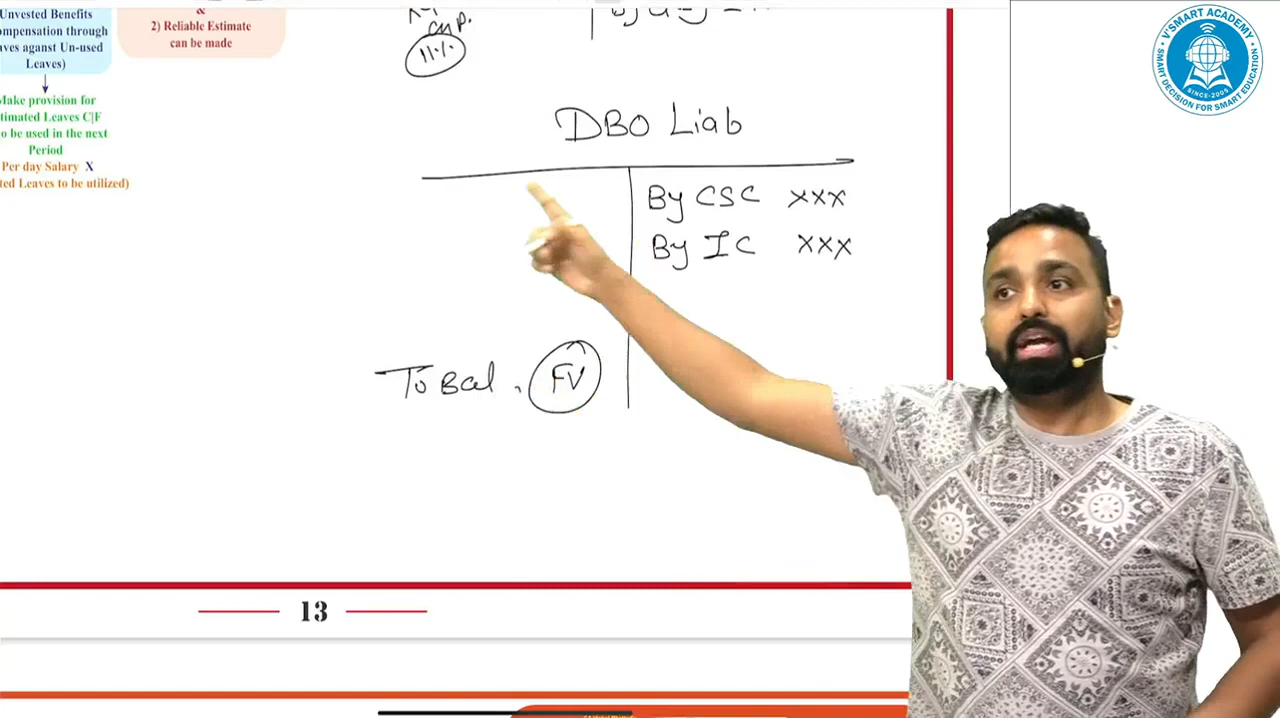 Unvested Benefits
ompensation through
aves against Un-used
Leaves)
Make provision for
timated Leaves C|F
o be used in the next
Period
Per day Salary X
ted Leaves to be utilized)
&
2) Reliable Estimate
can be made
11%
DBO Liab
By CSC xxx
By IC xxx
To Bal. FV
13
V'SMART ACADEMY
SINCE-2005
SMART DECISION FOR SMART EDUCATION